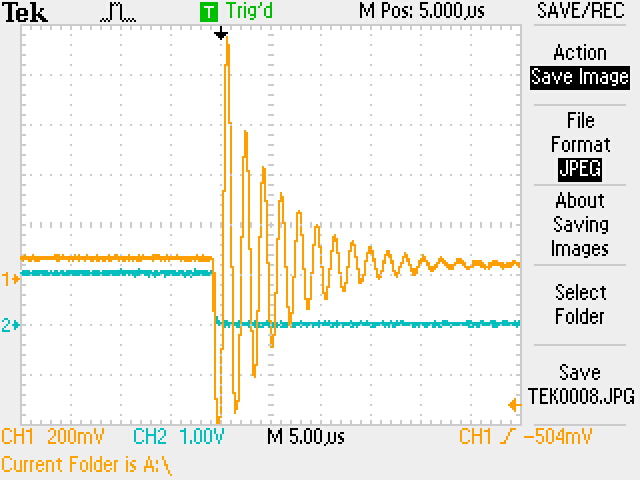 Tek T Trig'd M Pos: 5.000µs SAVE/REC
Action
Save Image
File
Format
JPEG
About
Saving
Images
Select
Folder
Save
TEK0008.JPG
1
2
CH1 200mV CH2 1.00V M 5.00µs CH1 -504mV
Current Folder is A:\